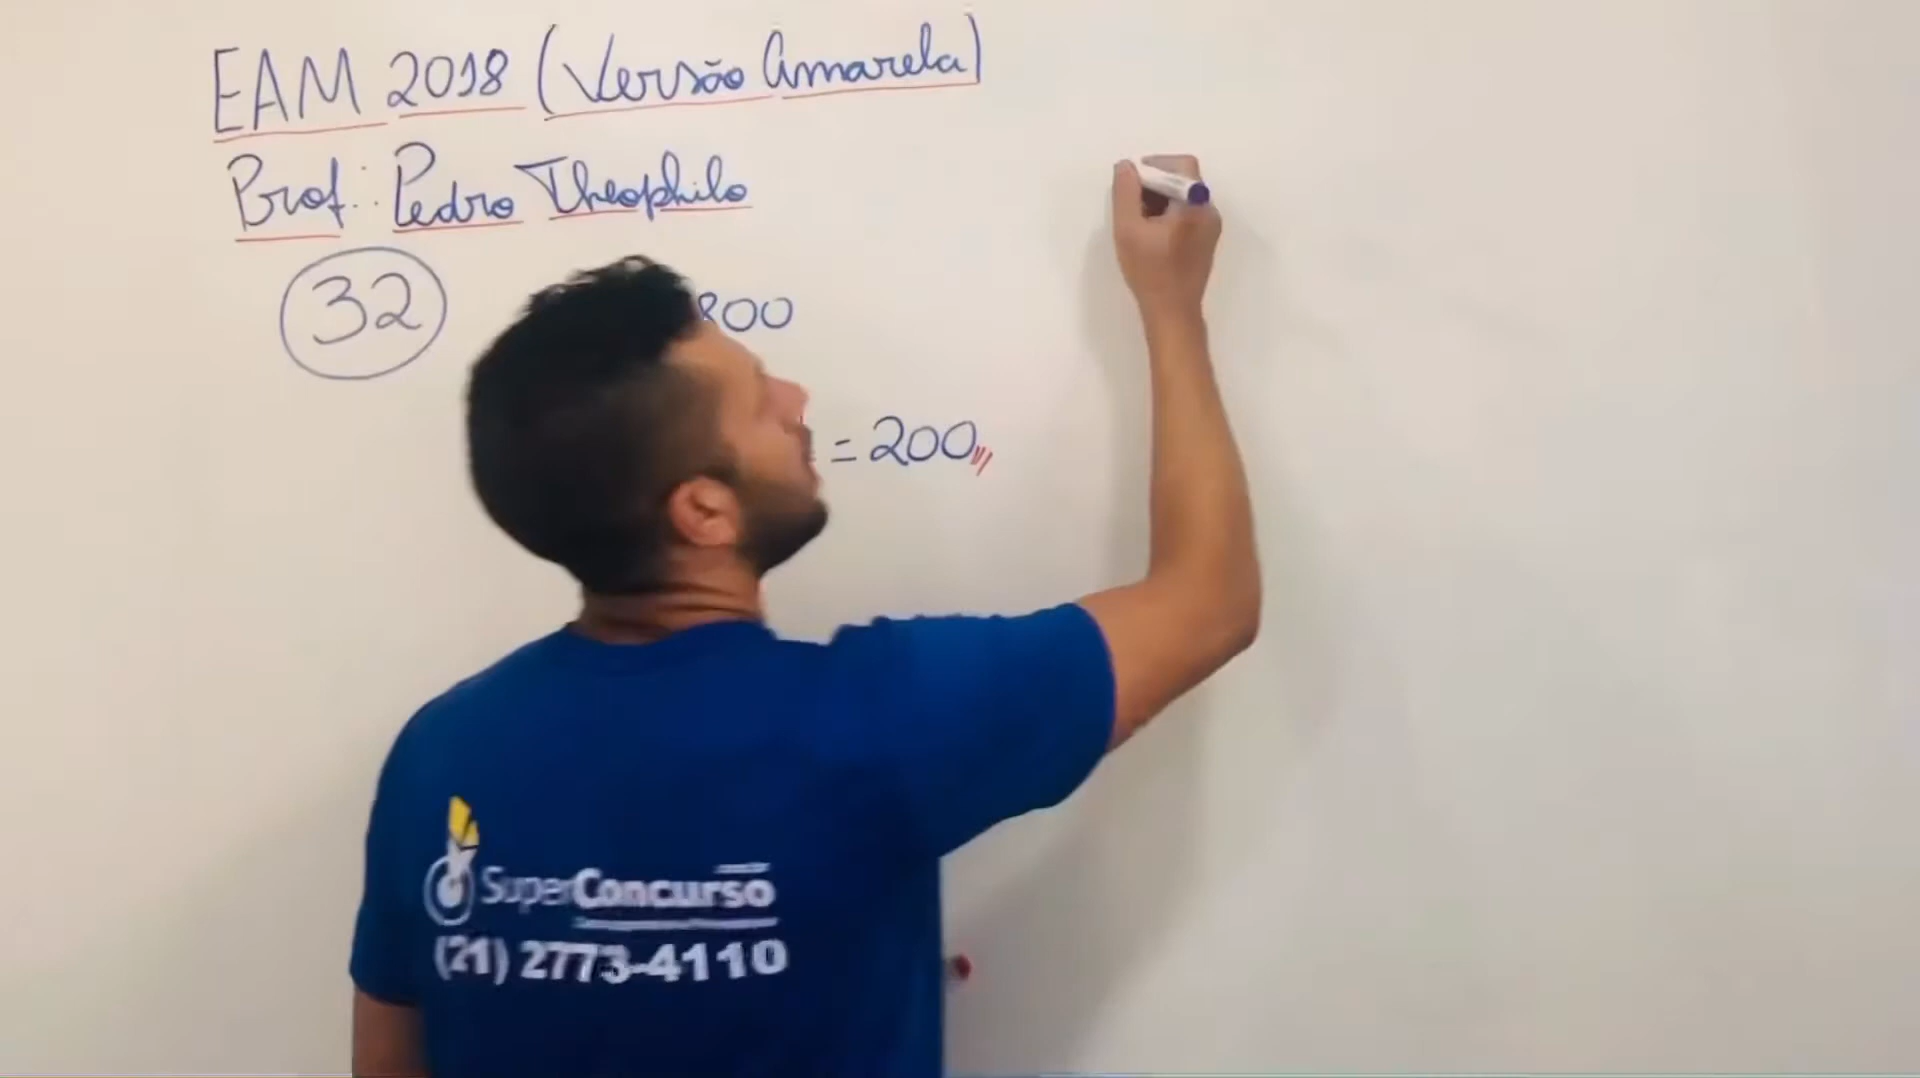 EAM 2018 (Versão Amarela)
Prof.: Pedro Theophilo
32
800
= 200
SuperConcurso
(21) 2773-4110